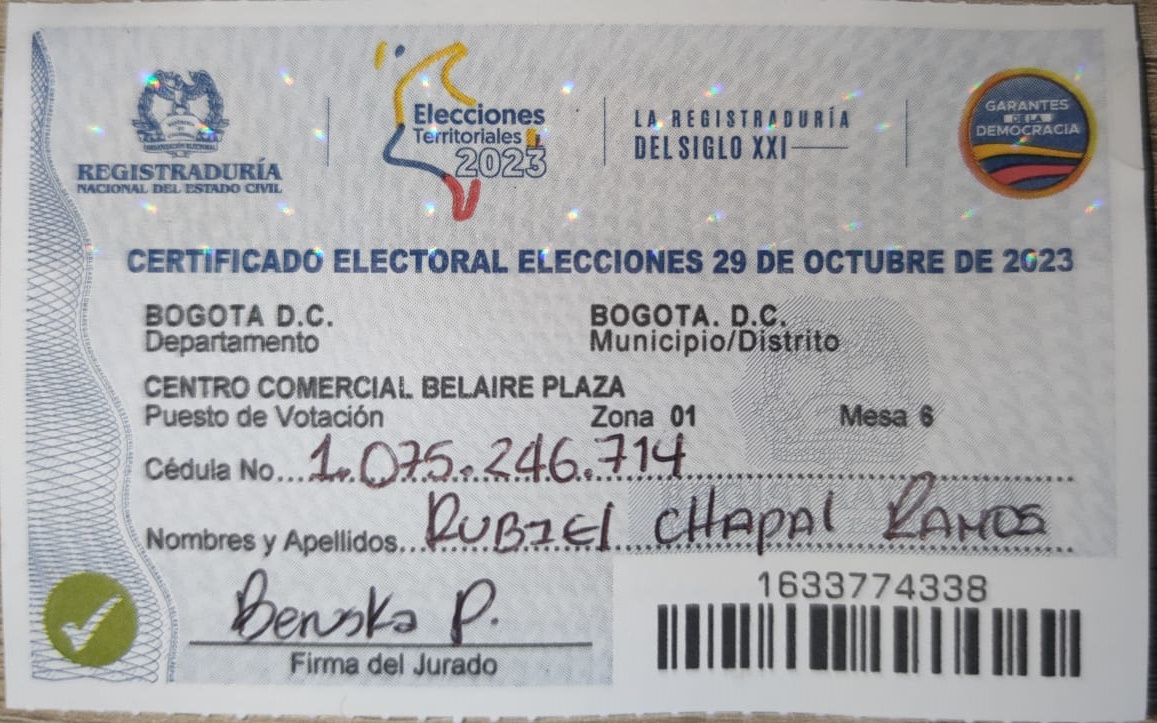 REGISTRADURÍA
NACIONAL DEL ESTADO CIVIL
Elecciones
Territoriales
2023
LA REGISTRADURÍA
DEL SIGLO XXI
GARANTES
DE LA
DEMOCRACIA
CERTIFICADO ELECTORAL ELECCIONES 29 DE OCTUBRE DE 2023
BOGOTA D.C. BOGOTA. D.C.
Departamento Municipio/Distrito
CENTRO COMERCIAL BELAIRE PLAZA
Puesto de Votación Zona 01 Mesa 6
Cédula No...1.075.246.714
Nombres y Apellidos...RUBIEl CHapal RAMOS
P.
Firma del Jurado
1633774338